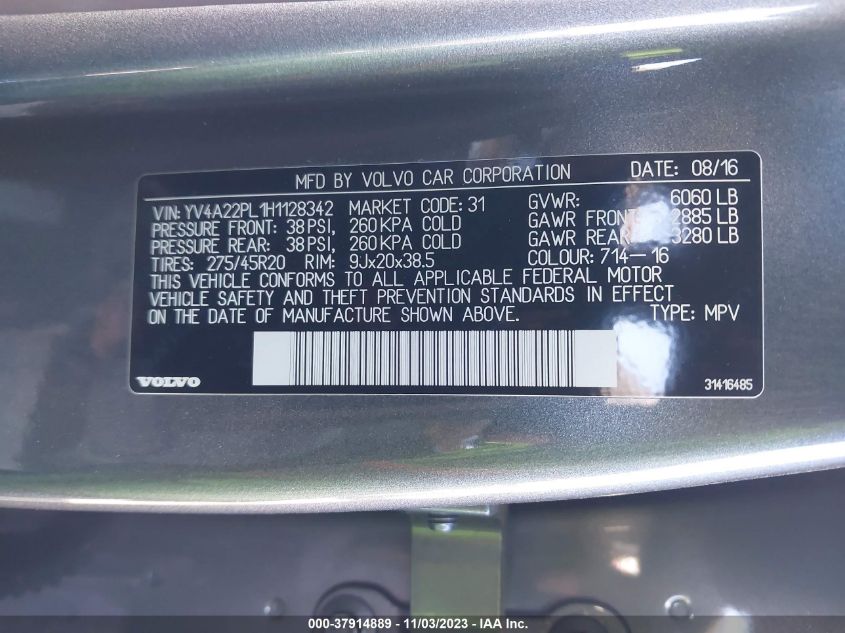 MFD BY VOLVO CAR CORPORATION DATE: 08/16
VIN: YV4A22PL1H1128342 MARKET CODE: 31 GVWR: 6060 LB
PRESSURE FRONT: 38 PSI, 260 KPA COLD GAWR FRONT: 2885 LB
PRESSURE REAR: 38 PSI, 260 KPA COLD GAWR REAR: 3280 LB
TIRES: 275/45R20 RIM: 9Jx20x38.5 COLOUR: 714-16
THIS VEHICLE CONFORMS TO ALL APPLICABLE FEDERAL MOTOR
VEHICLE SAFETY AND THEFT PREVENTION STANDARDS IN EFFECT
ON THE DATE OF MANUFACTURE SHOWN ABOVE. TYPE: MPV
VOLVO 31416485
000-37914889 - 11/03/2023 - IAA Inc.